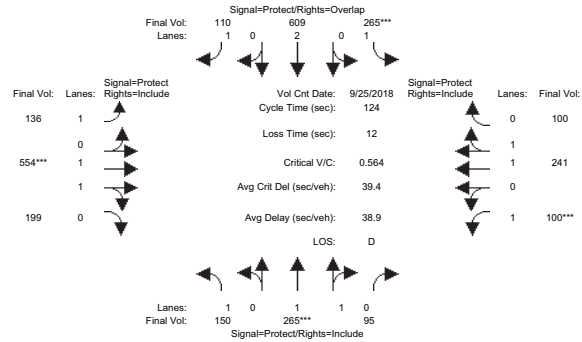 Signal=Protect/Rights=Overlap
Final Vol: 110 609 265***
Lanes: 1 0 2 0 1
Signal=Protect
Final Vol: Lanes: Rights=Include
Vol Cnt Date: 9/25/2018
Signal=Protect
Rights=Include Lanes: Final Vol:
Cycle Time (sec): 124
136 1
0 100
Loss Time (sec): 12
0
1
554*** 1
Critical V/C: 0.564
1 241
1
Avg Crit Del (sec/veh): 39.4
0
199 0
Avg Delay (sec/veh): 38.9
1 100***
LOS: D
Lanes: 1 0 1 1 0
Final Vol: 150 265*** 95
Signal=Protect/Rights=Include